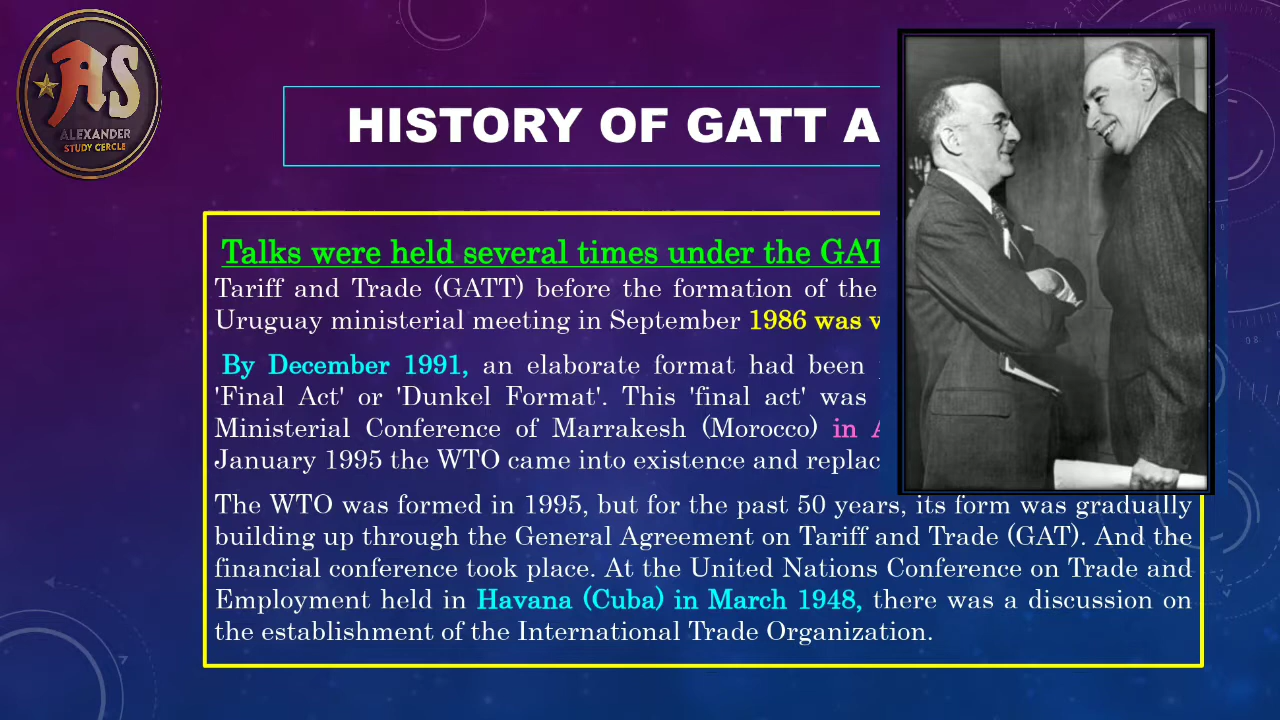 AS
ALEXANDER
STUDY CERCLE
HISTORY OF GATT A
Talks were held several times under the GAT
Tariff and Trade (GATT) before the formation of the
Uruguay ministerial meeting in September 1986 was
By December 1991, an elaborate format had been
'Final Act' or 'Dunkel Format'. This 'final act' was
Ministerial Conference of Marrakesh (Morocco) in
January 1995 the WTO came into existence and replac
The WTO was formed in 1995, but for the past 50 years, its form was gradually
building up through the General Agreement on Tariff and Trade (GAT). And the
financial conference took place. At the United Nations Conference on Trade and
Employment held in Havana (Cuba) in March 1948, there was a discussion on
the establishment of the International Trade Organization.